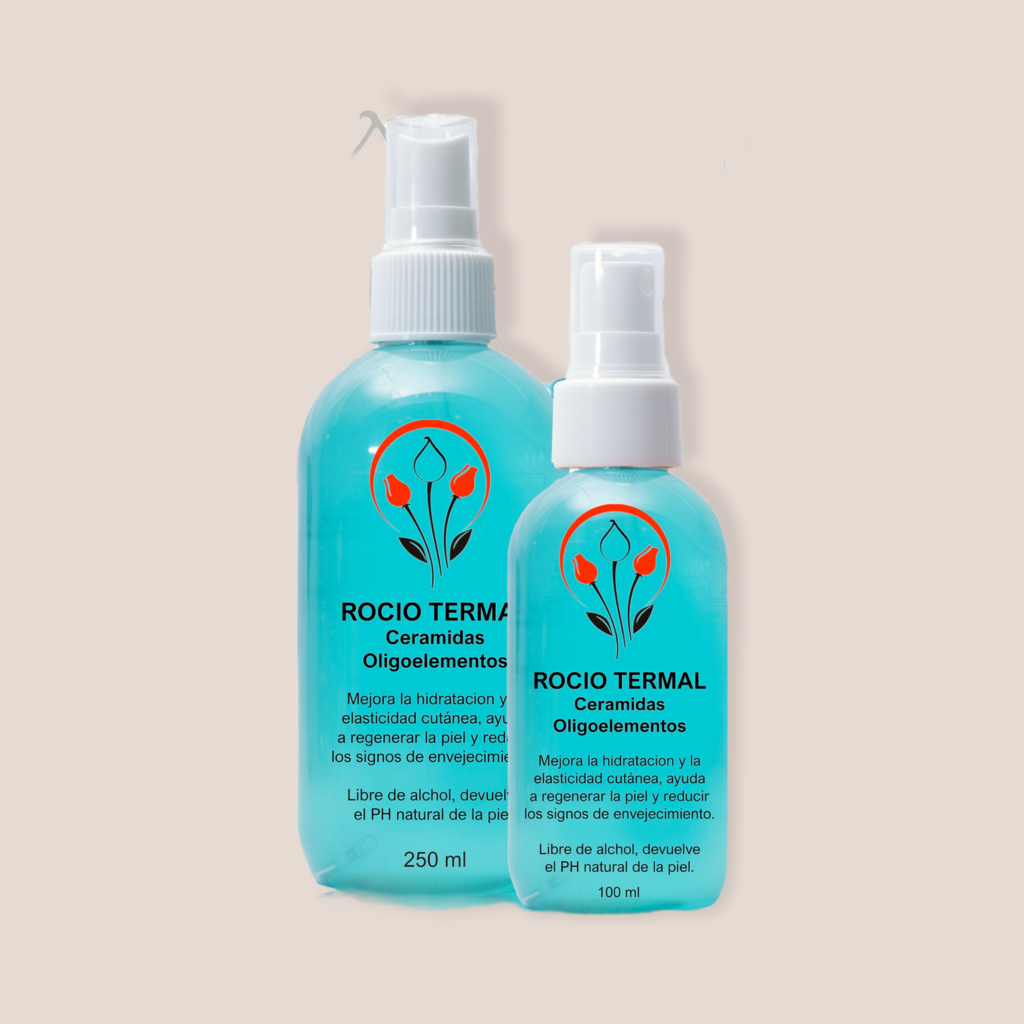 ROCIO TERMA
Ceramidas
Oligoelementos
Mejora la hidratacion y
elasticidad cutánea,
a regenerar la piel y
los signos de
Libre de alchol,
el PH natural de la
250 ml
ROCIO TERMAL
Ceramidas
Oligoelementos
Mejora la hidratacion y la
elasticidad cutánea, ayuda
a regenerar la piel y reducir
los signos de envejecimiento.
Libre de alchol, devuelve
el PH natural de la piel.
100 ml